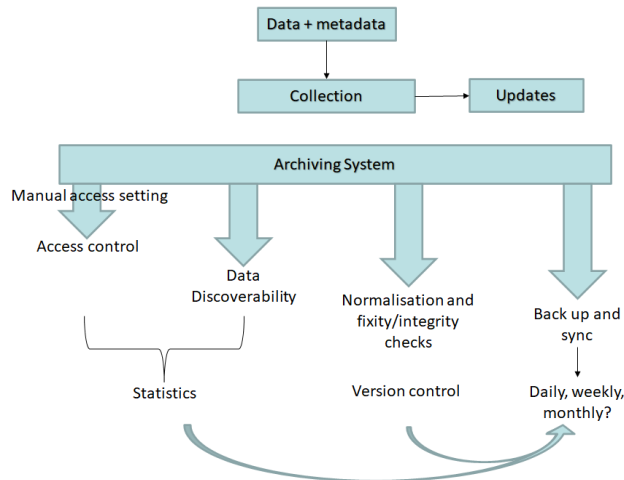 Data + metadata
Collection
Updates
Archiving System
Manual access setting
Access control
Data
Discoverability
Normalisation and
fixity/integrity
checks
Back up and
sync
Statistics
Version control
Daily, weekly,
monthly?